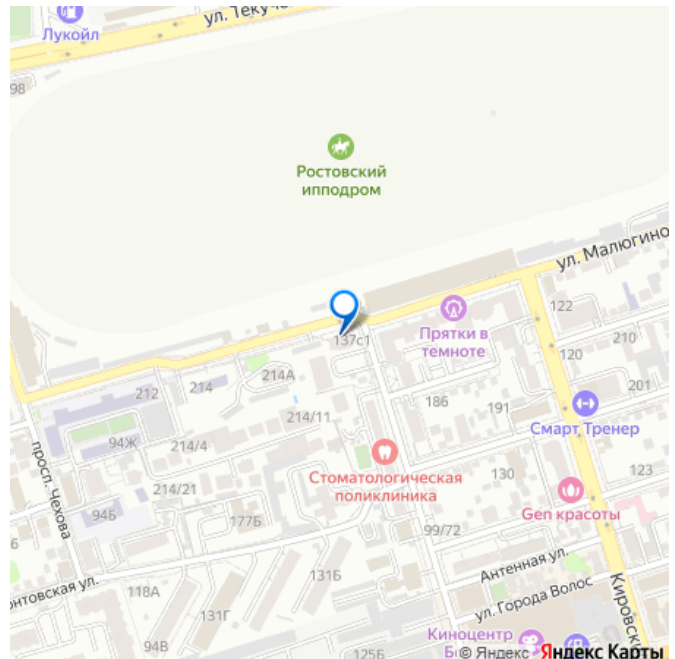 Лукойл
ул. Теку
98
Ростовский
ипподром
ул. Малюгино
122
137с1
Прятки в
темноте
120
210
212
214
214А
201
186
191
214/11
Смарт Тренер
94Ж
214/4
Стоматологическая
поликлиника
130
123
просп. Чехова
214/21
94Б
177Б
Gen красоты
99/72
Антенная ул.
131Б
118А
ул. Города Волос
Кировск
131Г
94В
125Б
Киноцентр
© Яндекс Яндекс Карты